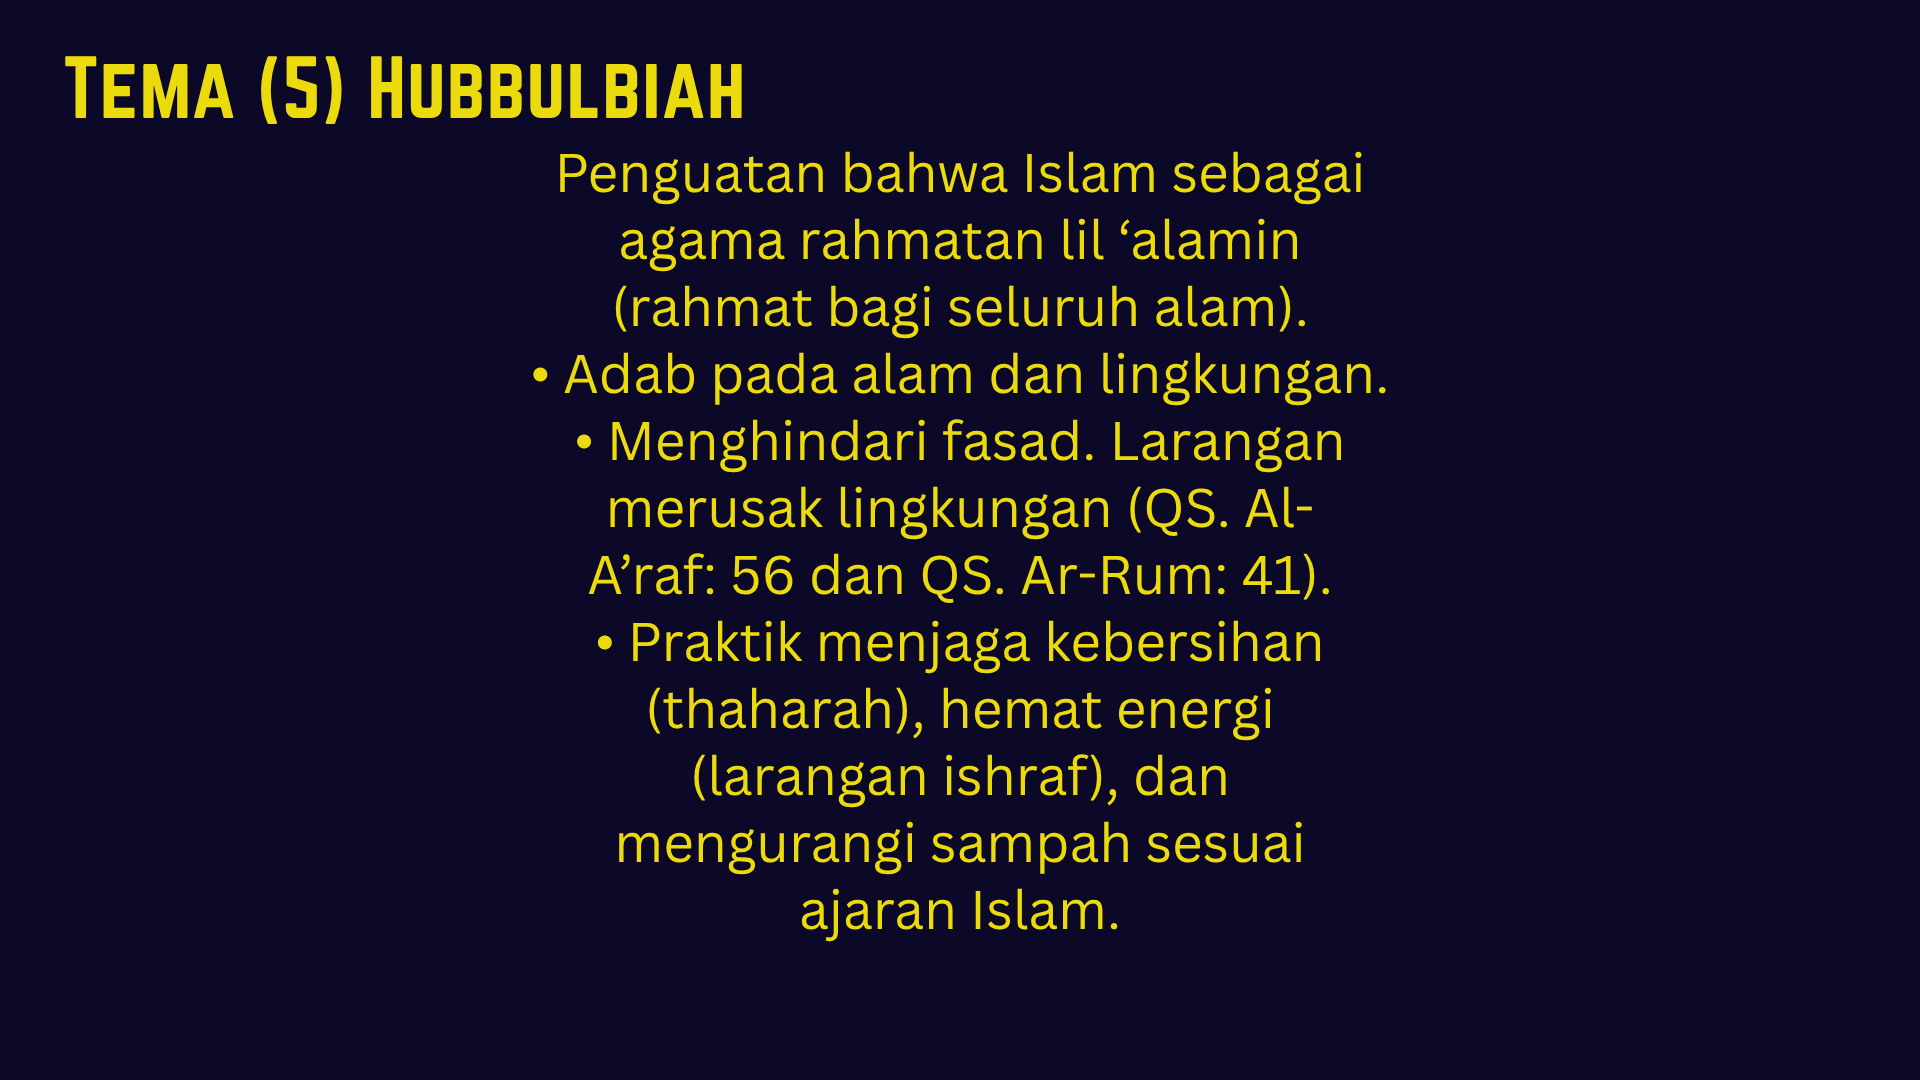 Tema (5) Hubbulbiah
Penguatan bahwa Islam sebagai
agama rahmatan lil ‘alamin
(rahmat bagi seluruh alam).
• Adab pada alam dan lingkungan.
• Menghindari fasad. Larangan
merusak lingkungan (QS. Al-
A’raf: 56 dan QS. Ar-Rum: 41).
• Praktik menjaga kebersihan
(thaharah), hemat energi
(larangan ishraf), dan
mengurangi sampah sesuai
ajaran Islam.